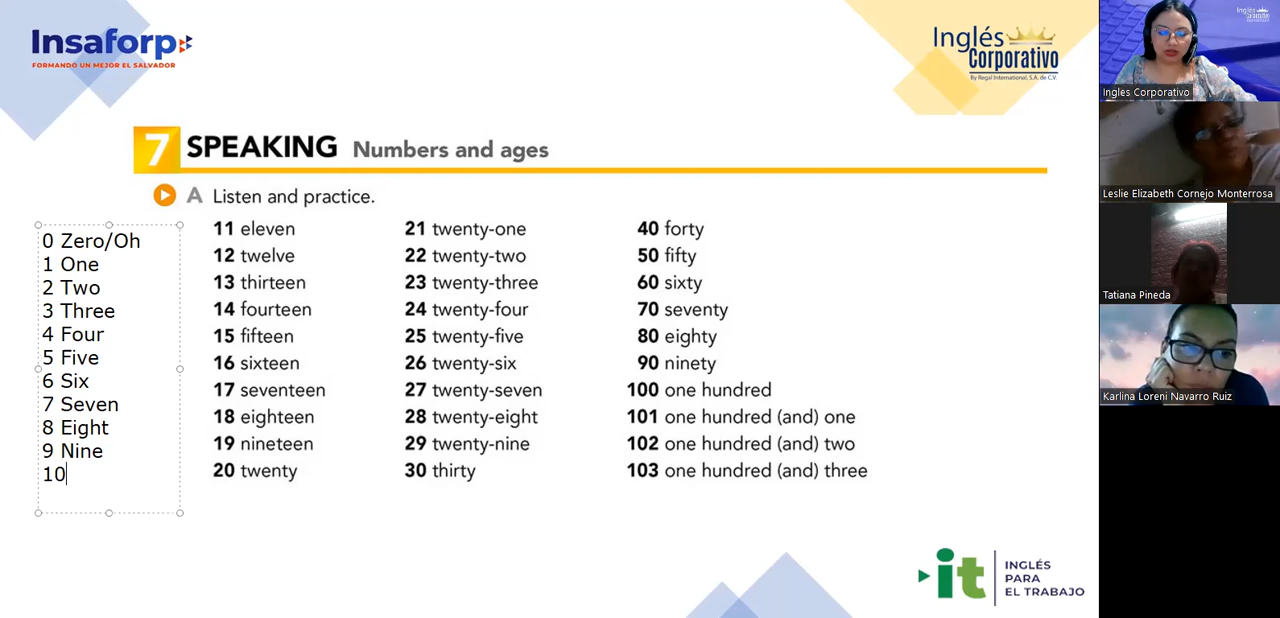 Insaforp
FORMANDO UN MEJOR EL SALVADOR
Inglés
Corporativo
By Regal International, S.A. de C.V.
7 SPEAKING Numbers and ages
A Listen and practice.
0 Zero/Oh
1 One
2 Two
3 Three
4 Four
5 Five
6 Six
7 Seven
8 Eight
9 Nine
10
11 eleven
12 twelve
13 thirteen
14 fourteen
15 fifteen
16 sixteen
17 seventeen
18 eighteen
19 nineteen
20 twenty
21 twenty-one
22 twenty-two
23 twenty-three
24 twenty-four
25 twenty-five
26 twenty-six
27 twenty-seven
28 twenty-eight
29 twenty-nine
30 thirty
40 forty
50 fifty
60 sixty
70 seventy
80 eighty
90 ninety
100 one hundred
101 one hundred (and) one
102 one hundred (and) two
103 one hundred (and) three
it
INGLÉS
PARA
EL TRABAJO
Ingles Corporativo
Leslie Elizabeth Cornejo Monterrosa
Tatiana Pineda
Karlina Loreni Navarro Ruiz